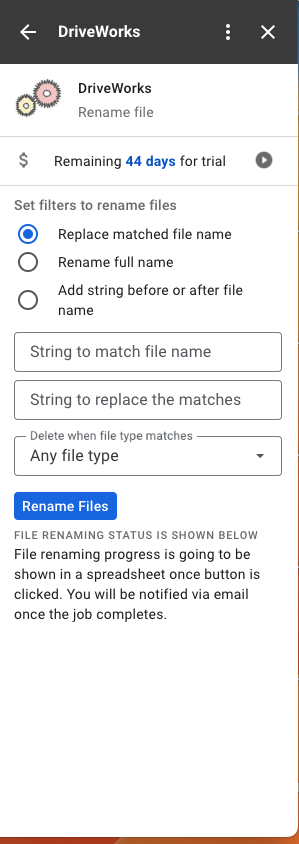 DriveWorks
DriveWorks
Rename file
$ Remaining 44 days for trial
Set filters to rename files
Replace matched file name
Rename full name
Add string before or after file
name
String to match file name
String to replace the matches
Delete when file type matches
Any file type
Rename Files
FILE RENAMING STATUS IS SHOWN BELOW
File renaming progress is going to be
shown in a spreadsheet once button is
clicked. You will be notified via email
once the job completes.